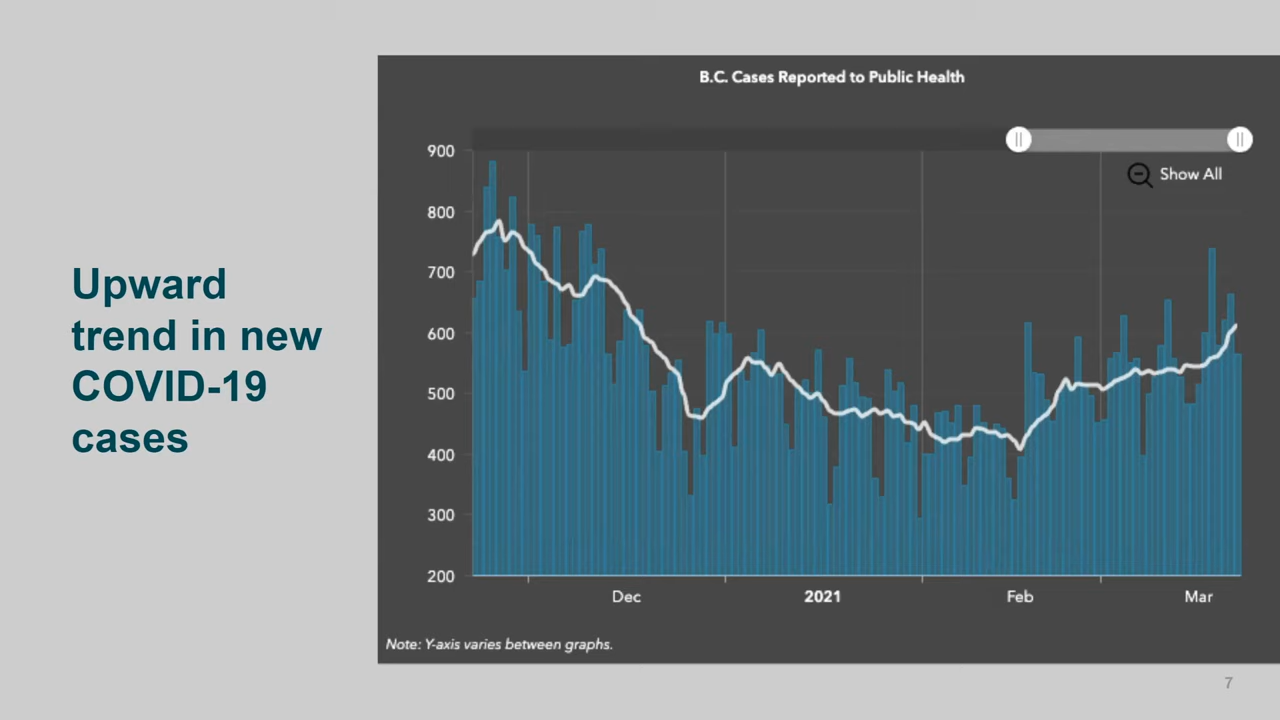 Upward
trend in new
COVID-19
cases
B.C. Cases Reported to Public Health
Show All
900
800
700
600
500
400
300
200
Dec
2021
Feb
Mar
Note: Y-axis varies between graphs.
7